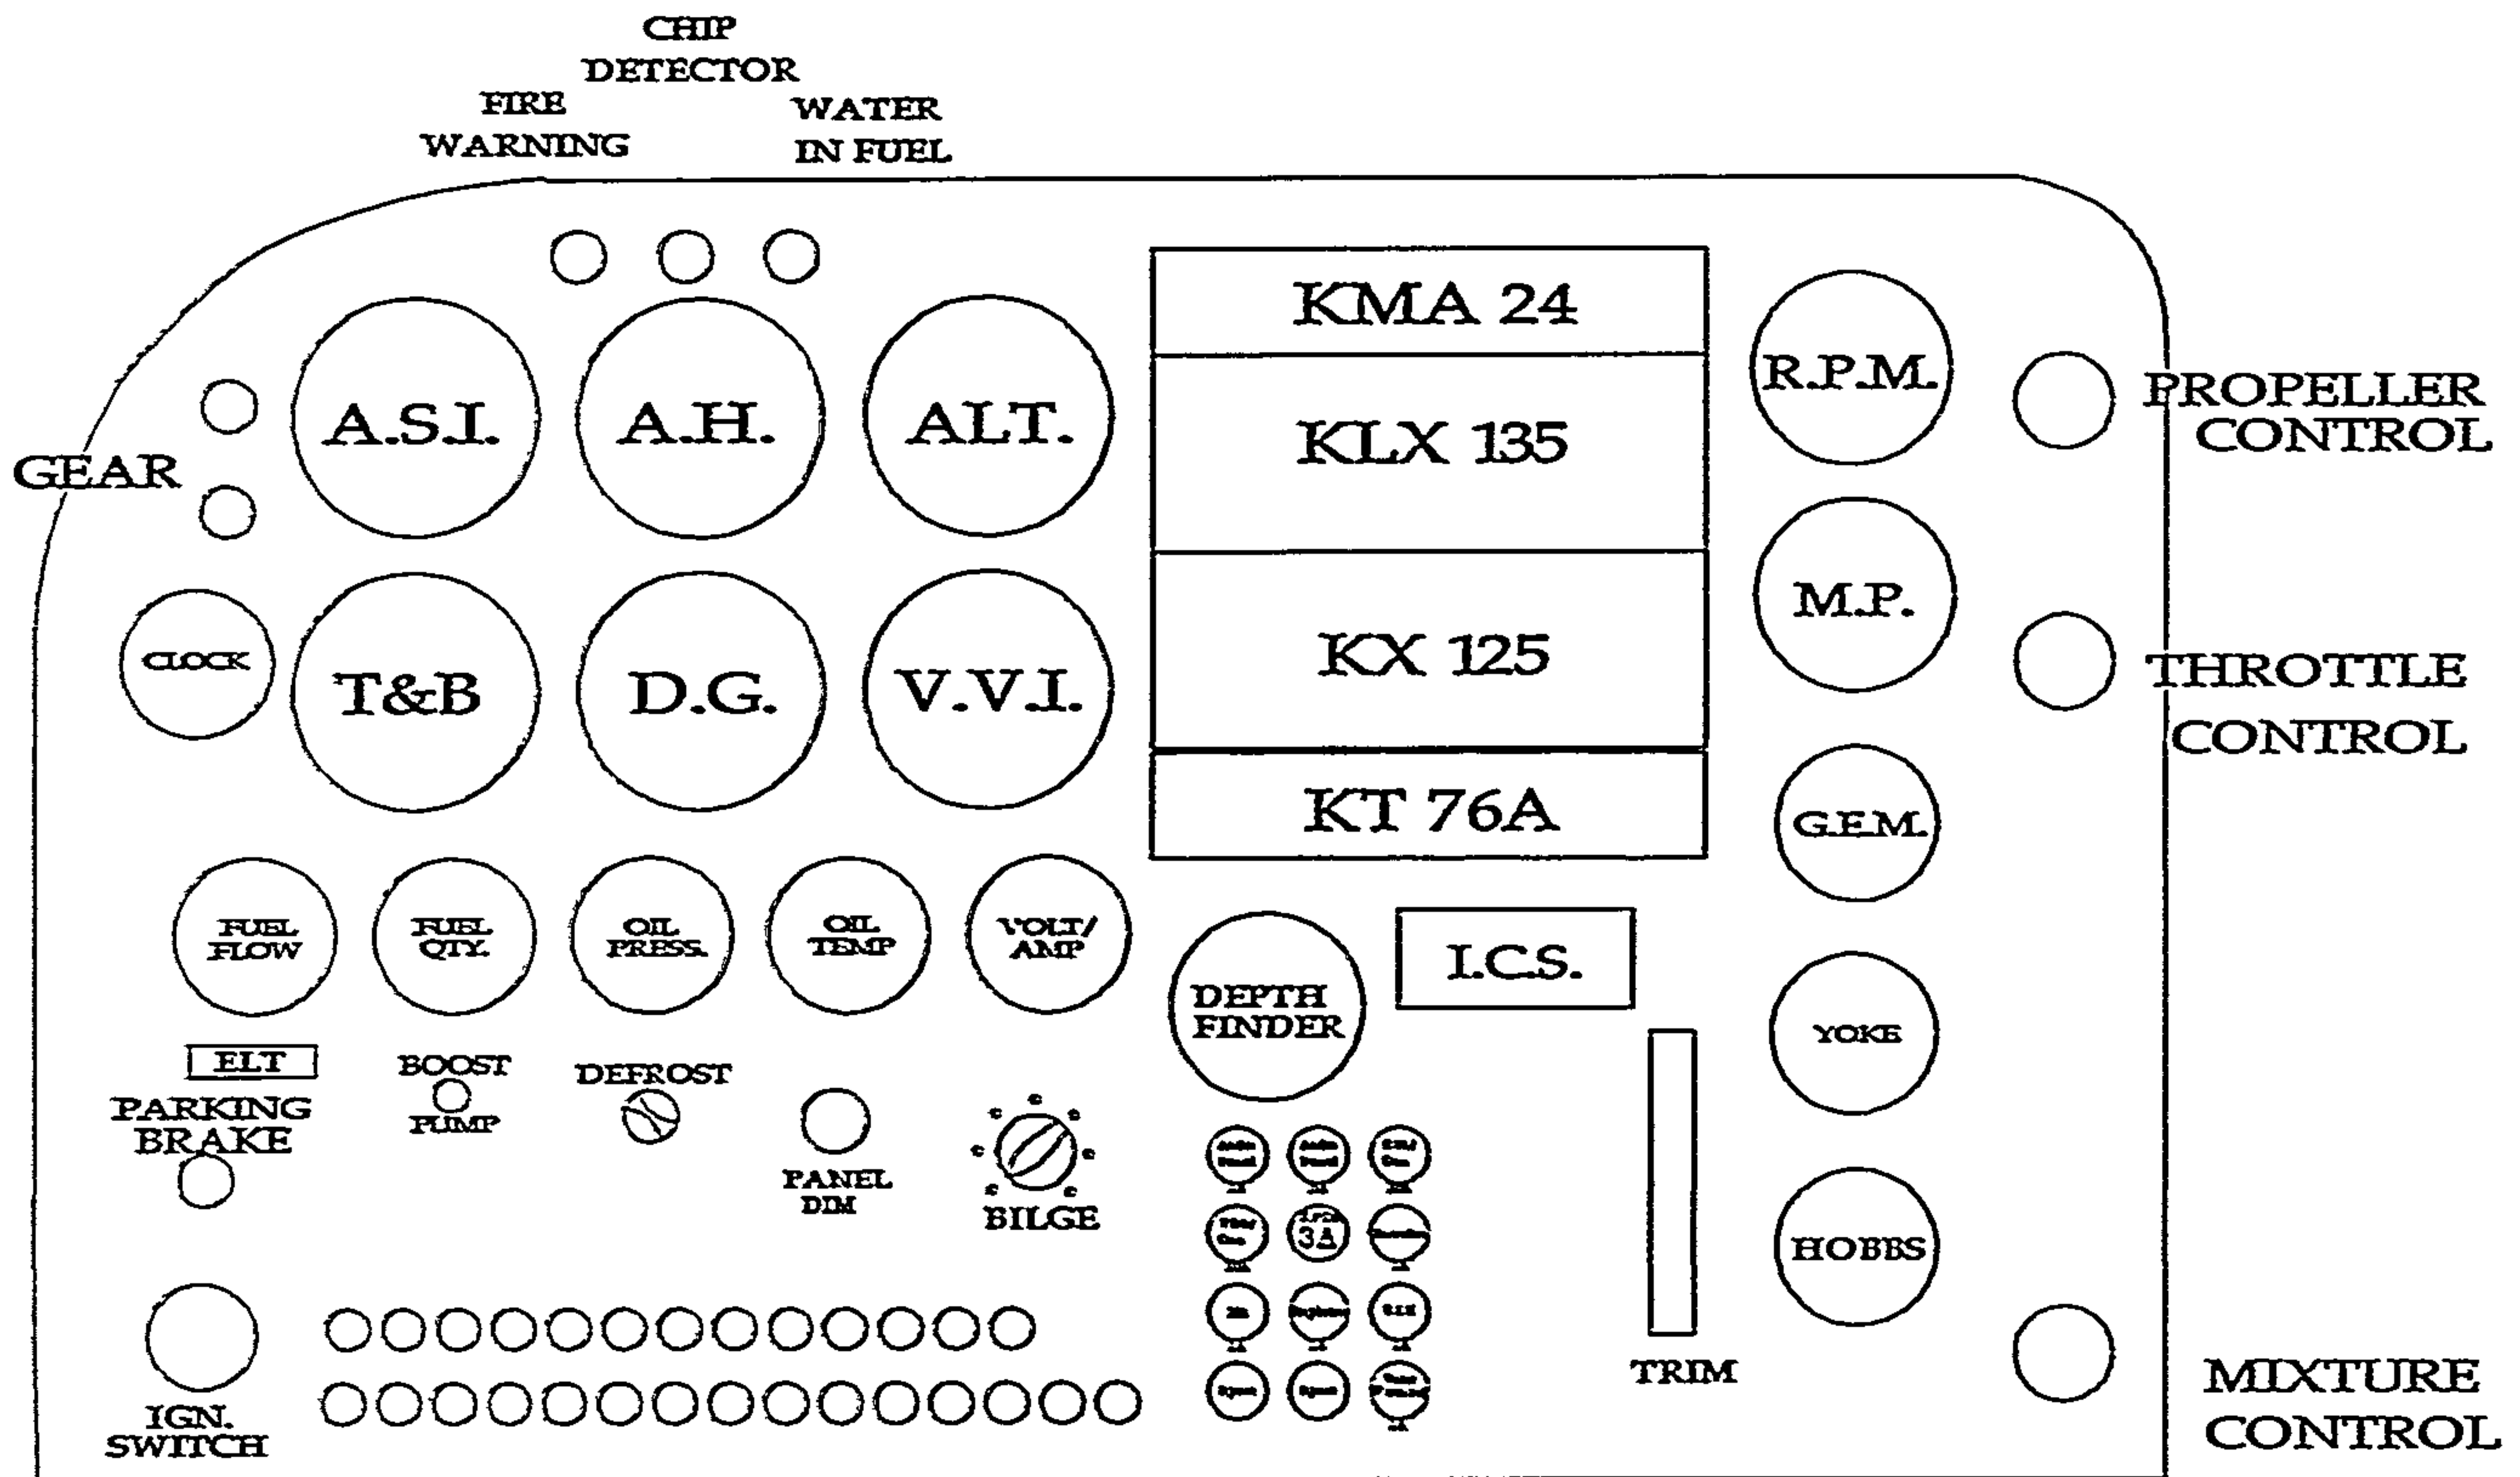 CHIP
DETECTOR
FIRE
WARNING
WATER
IN FUEL
GEAR
A.S.I.
A.H.
ALT.
KMA 24
KLX 135
KX 125
KT 76A
R.P.M.
PROPELLER
CONTROL
CLOCK
T&B
D.G.
V.V.I.
M.P.
THROTTLE
CONTROL
G.E.M.
FUEL
FLOW
FUEL
QTY.
OIL
PRESS.
OIL
TEMP
VOLT/
AMP
DEPTH
FINDER
I.C.S.
YOKE
ELT
PARKING
BRAKE
BOOST
PUMP
DEFROST
PANEL
DIM
BILGE
3A
HOBBS
TRIM
IGN.
SWITCH
MIXTURE
CONTROL